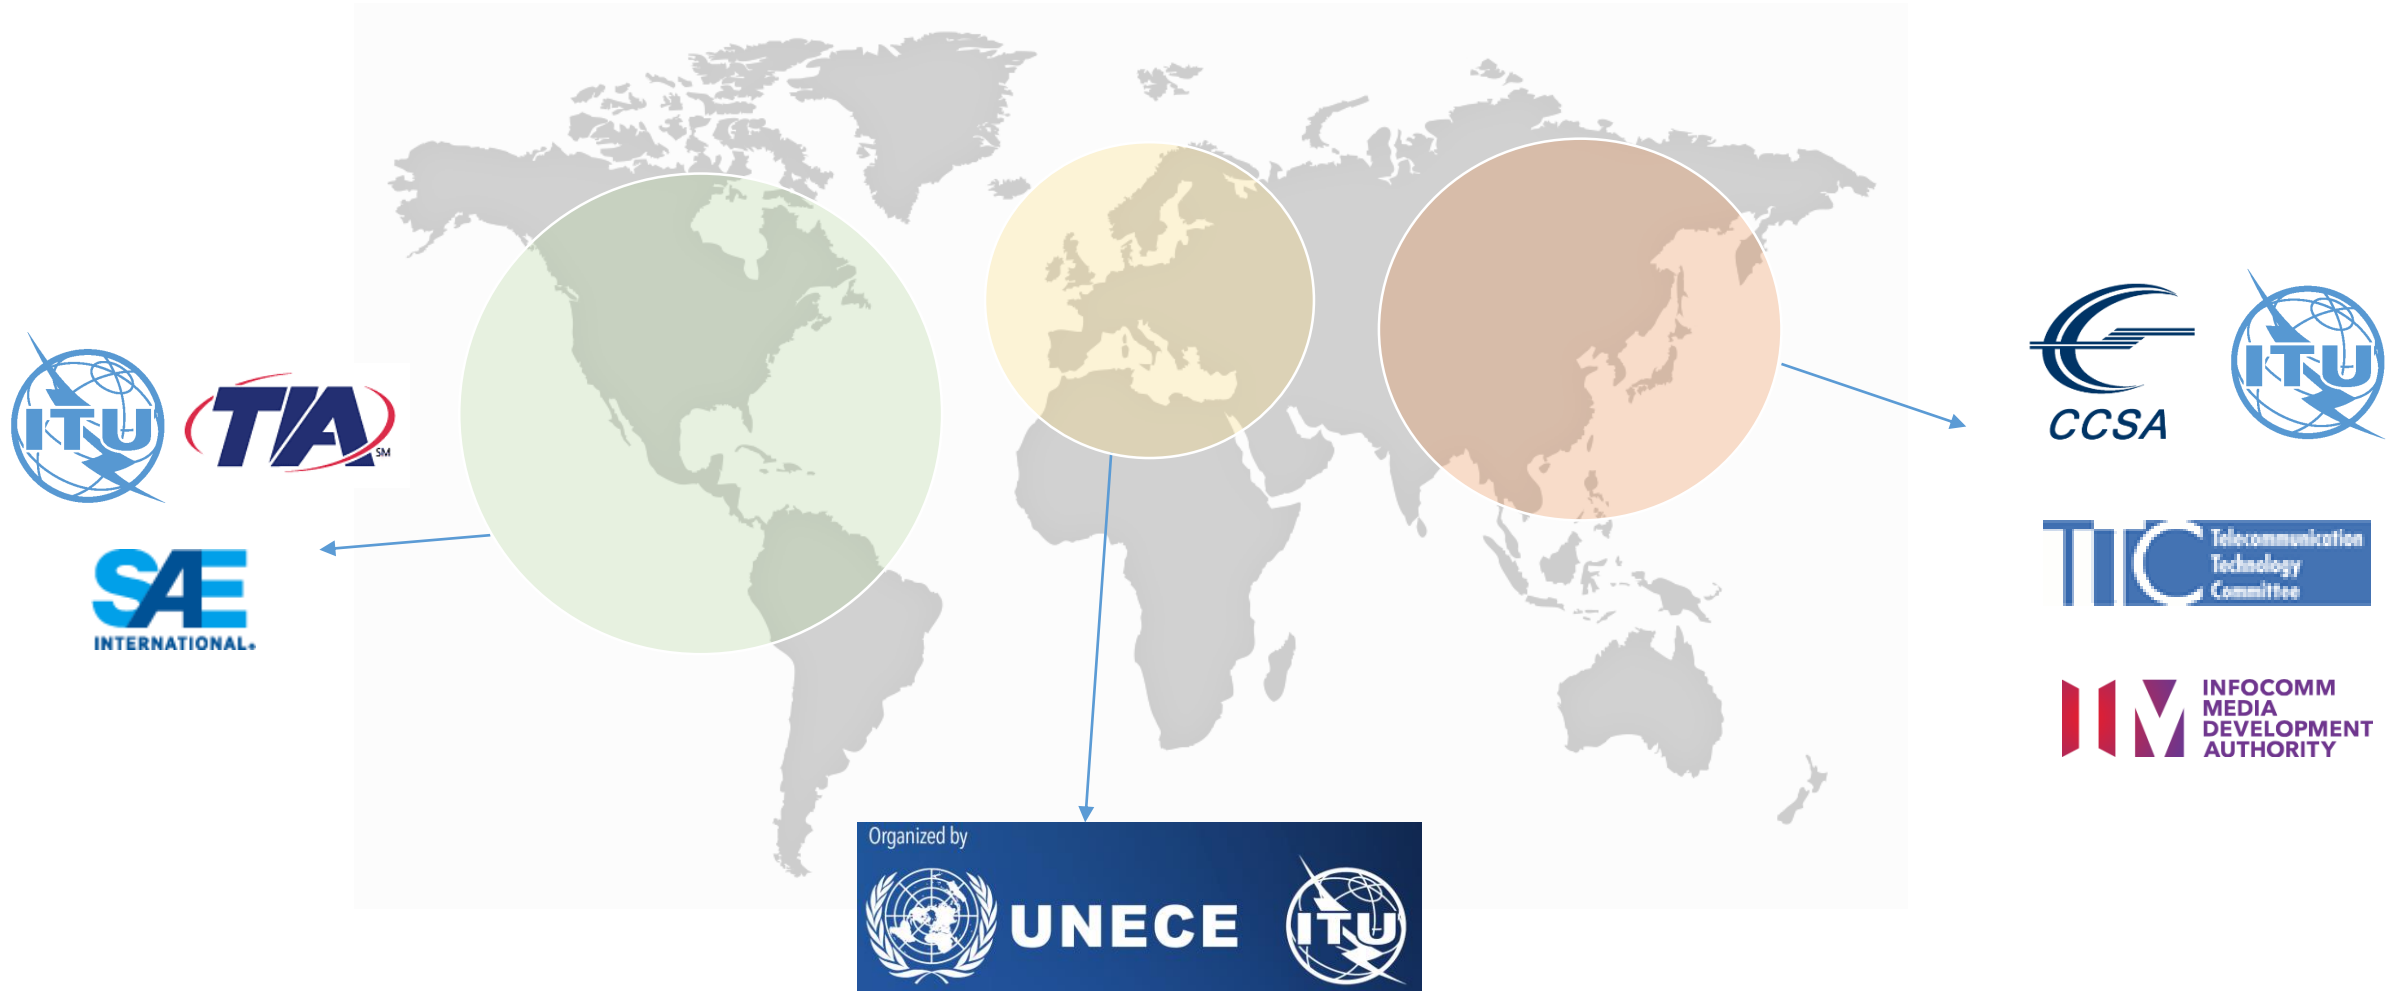 ITU
TIA
SM
SAE
INTERNATIONAL
CCSA
ITU
TTC
Telecommunication
Technology
Committee
INFOCOMM
MEDIA
DEVELOPMENT
AUTHORITY
Organized by
UNECE
ITU